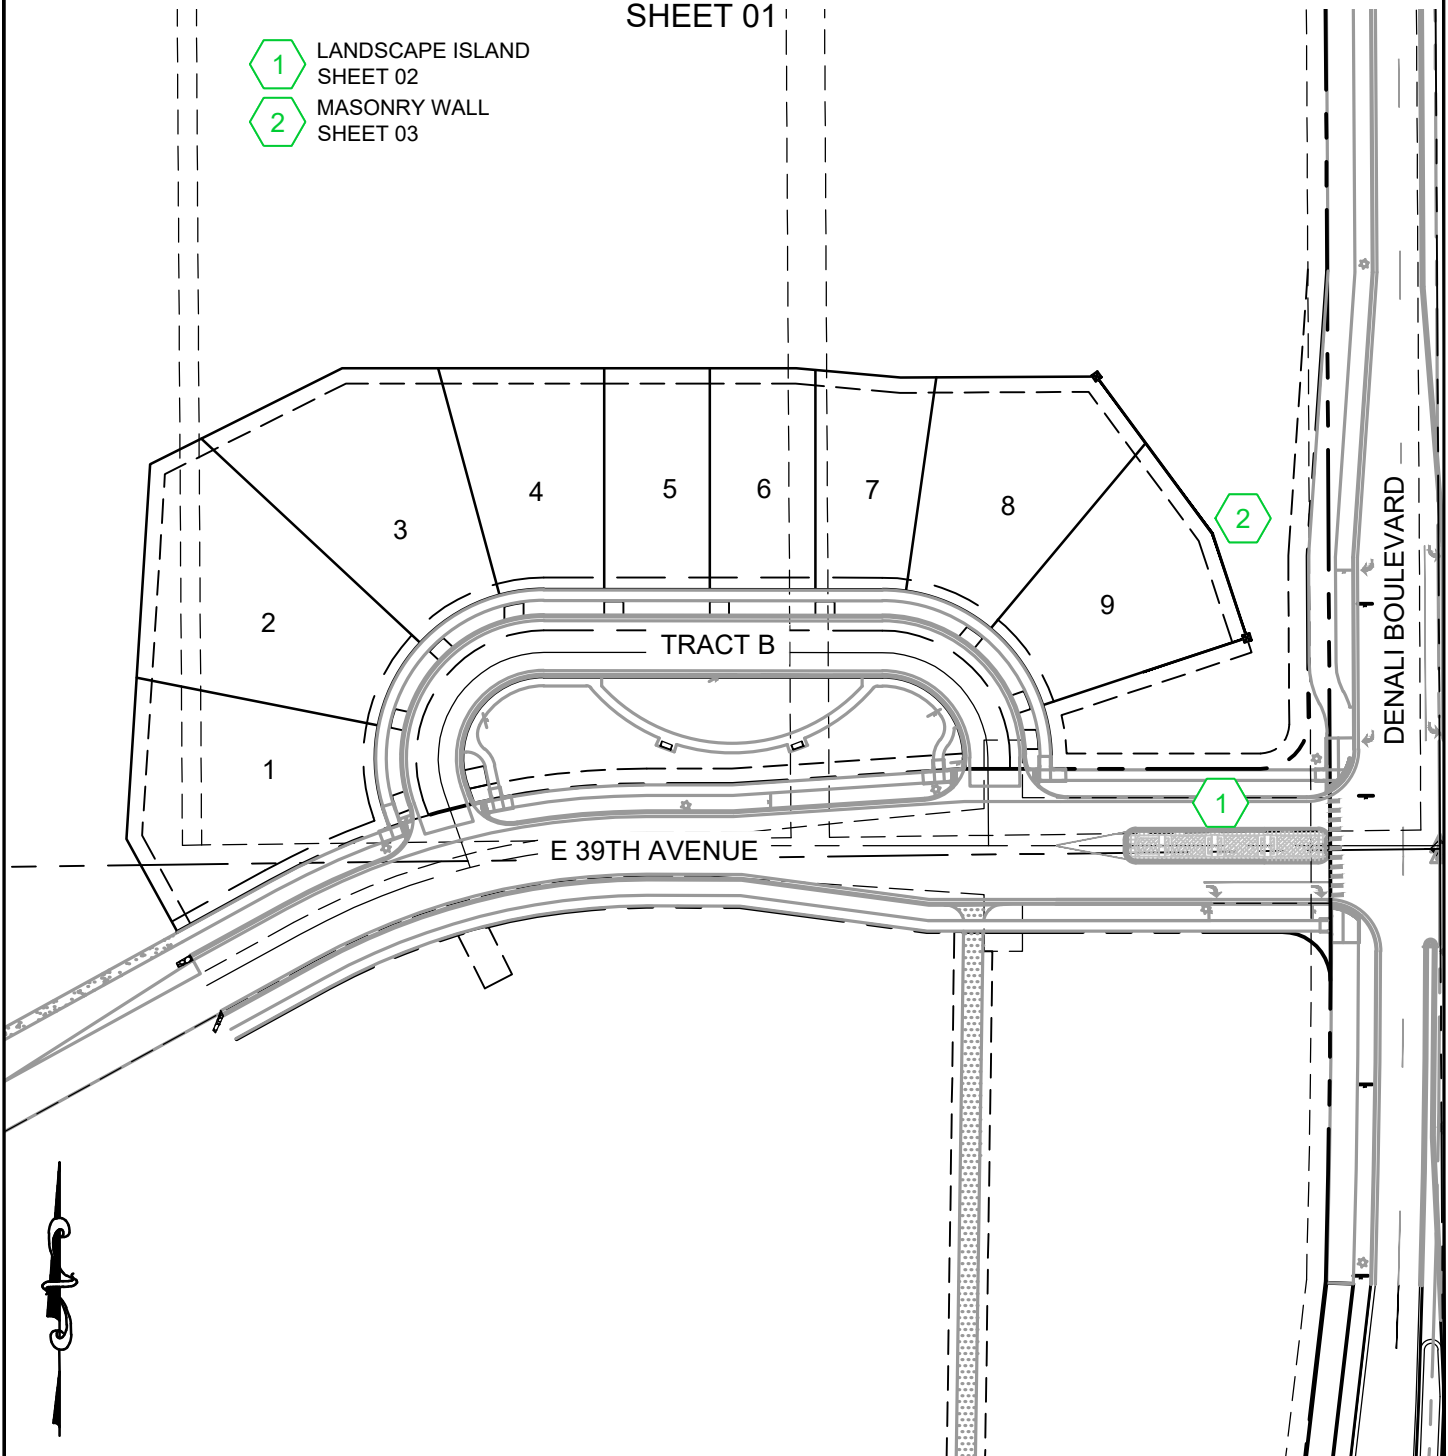 SHEET 01
1 LANDSCAPE ISLAND
SHEET 02
2 MASONRY WALL
SHEET 03
4
5
6
7
8
3
2
DENALI BOULEVARD
9
2
TRACT B
1
1
E 39TH AVENUE